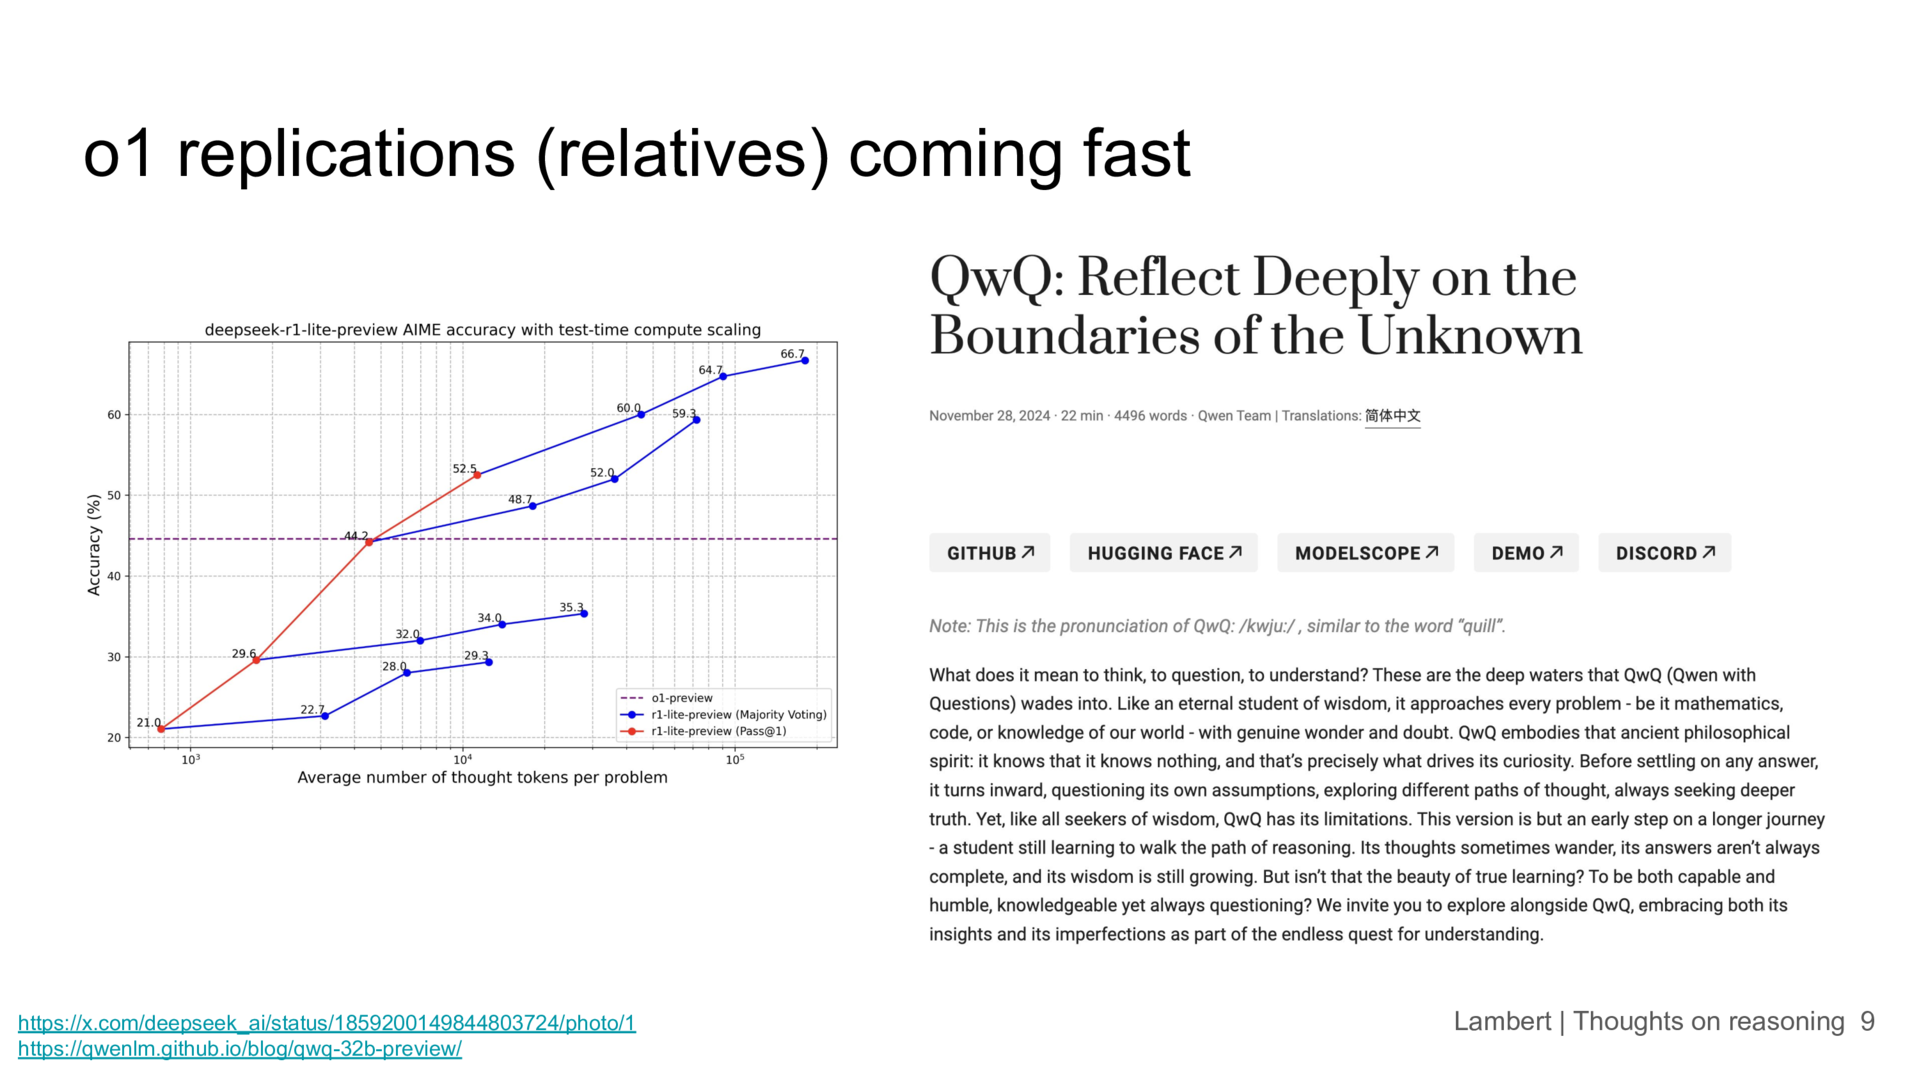 o1 replications (relatives) coming fast
deepseek-r1-lite-preview AIME accuracy with test-time compute scaling
Accuracy (%)
60
50
40
30
20
66.7
64.7
60.0
59.3
52.5
52.0
48.7
44.2
35.3
34.0
32.0
29.6
29.3
28.0
22.7
21.0
o1-preview
r1-lite-preview (Majority Voting)
r1-lite-preview (Pass@1)
10³
10⁴
10⁵
Average number of thought tokens per problem
QwQ: Reflect Deeply on the
Boundaries of the Unknown
November 28, 2024 · 22 min · 4496 words · Qwen Team | Translations: 简体中文
GITHUB ↗ HUGGING FACE ↗ MODELSCOPE ↗ DEMO ↗ DISCORD ↗
Note: This is the pronunciation of QwQ: /kwju:/ , similar to the word “quill”.
What does it mean to think, to question, to understand? These are the deep waters that QwQ (Qwen with
Questions) wades into. Like an eternal student of wisdom, it approaches every problem - be it mathematics,
code, or knowledge of our world - with genuine wonder and doubt. QwQ embodies that ancient philosophical
spirit: it knows that it knows nothing, and that’s precisely what drives its curiosity. Before settling on any answer,
it turns inward, questioning its own assumptions, exploring different paths of thought, always seeking deeper
truth. Yet, like all seekers of wisdom, QwQ has its limitations. This version is but an early step on a longer journey
- a student still learning to walk the path of reasoning. Its thoughts sometimes wander, its answers aren’t always
complete, and its wisdom is still growing. But isn’t that the beauty of true learning? To be both capable and
humble, knowledgeable yet always questioning? We invite you to explore alongside QwQ, embracing both its
insights and its imperfections as part of the endless quest for understanding.
https://x.com/deepseek_ai/status/1859200149844803724/photo/1
https://qwenlm.github.io/blog/qwq-32b-preview/
Lambert | Thoughts on reasoning 9